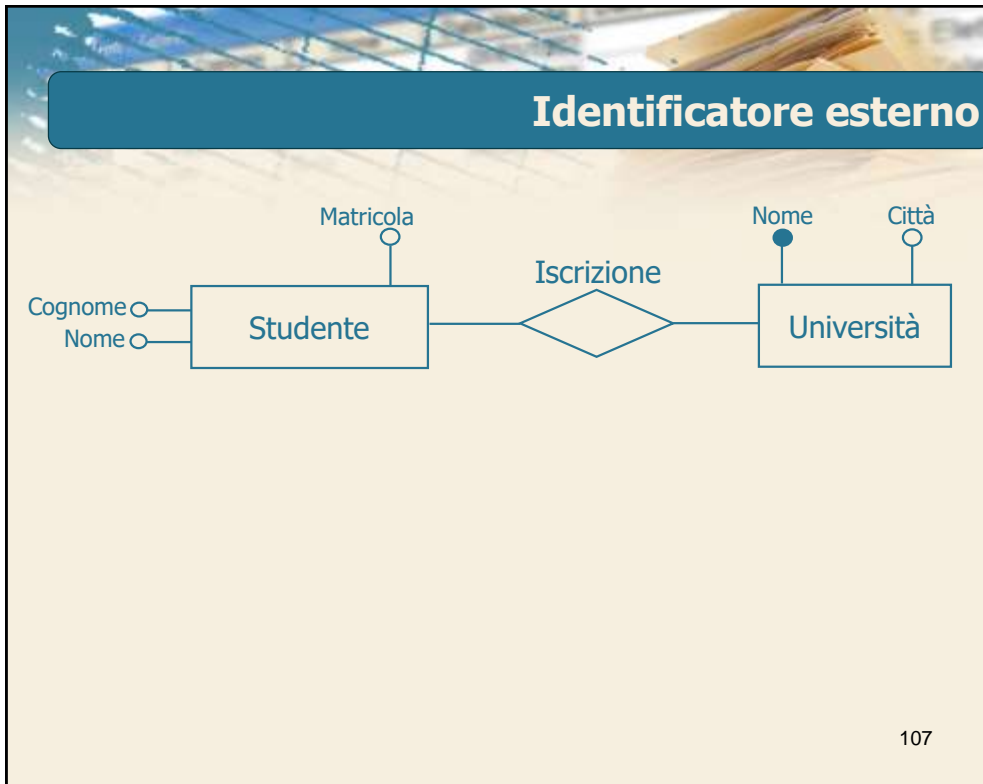 Identificatore esterno
Matricola
Nome
Città
Iscrizione
Cognome
Nome
Studente
Università
107